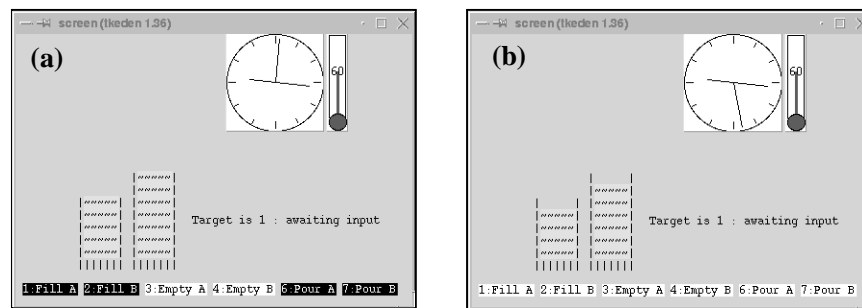 screen (tkeden 1.36)
(a)
60
|~~~~~|
|~~~~~| |~~~~~|
|~~~~~| |~~~~~|
|~~~~~| |~~~~~|
|~~~~~| |~~~~~|
|~~~~~| |~~~~~|
|~~~~~| |~~~~~|
||||||| |||||||
Target is 1 : awaiting input
1:Fill A 2:Fill B 3:Empty A 4:Empty B 6:Pour A 7:Pour B
screen (tkeden 1.36)
(b)
60
| |
| | |~~~~~|
|~~~~~| |~~~~~|
|~~~~~| |~~~~~|
|~~~~~| |~~~~~|
|~~~~~| |~~~~~|
||||||| |||||||
Target is 1 : awaiting input
1:Fill A 2:Fill B 3:Empty A 4:Empty B 6:Pour A 7:Pour B